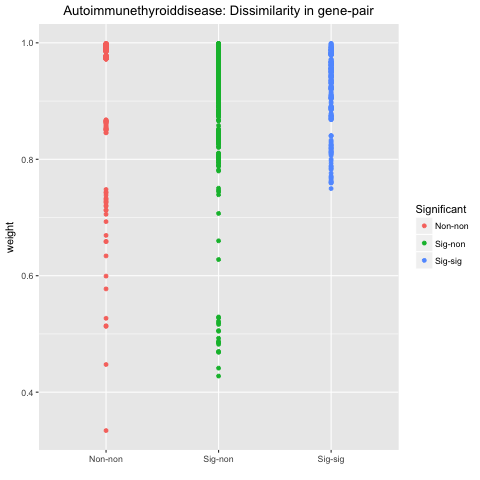 Autoimmunethyroiddisease: Dissimilarity in gene-pair
1.0
0.8
0.6
0.4
weight
Non-non
Sig-non
Sig-sig
Significant
Non-non
Sig-non
Sig-sig